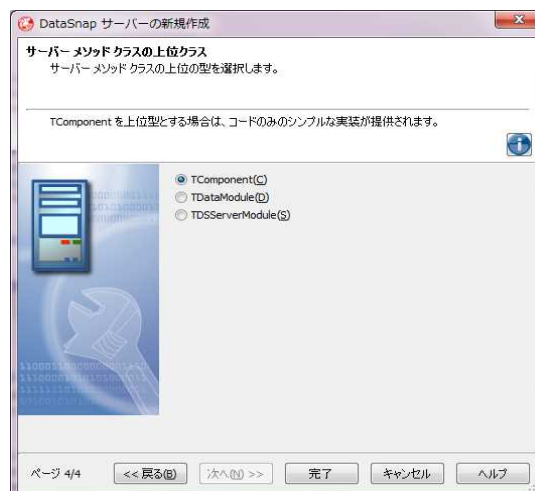 DataSnap サーバーの新規作成
サーバー メソッド クラスの上位クラス
サーバー メソッド クラスの上位の型を選択します。
TComponent を上位型とする場合は、コードのみのシンプルな実装が提供されます。
TComponent(C)
TDataModule(D)
TDSServerModule(S)
ページ 4/4
<< 戻る(B)
次へ(N) >>
完了
キャンセル
ヘルプ